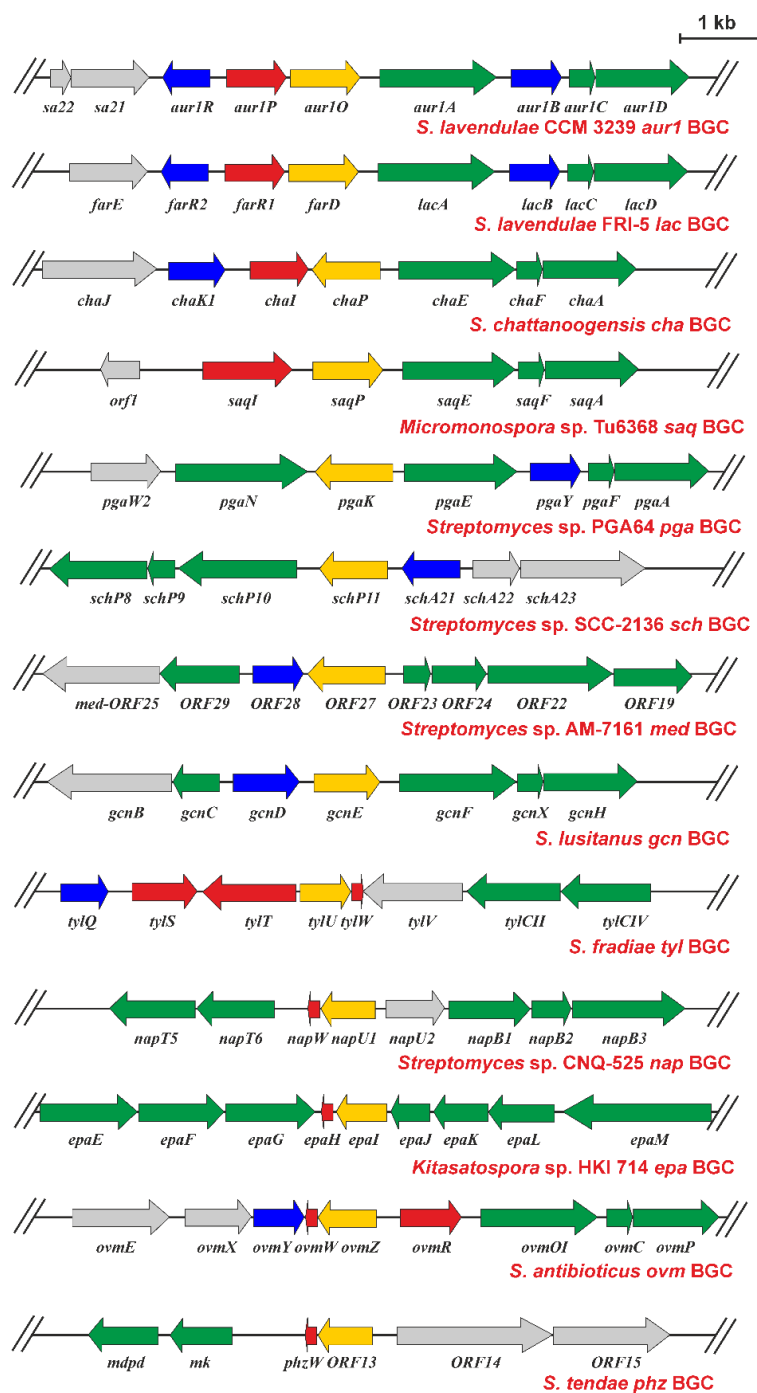 1 kb
sa22 sa21 aur1R aur1P aur1O aur1A aur1B aur1C aur1D
S. lavendulae CCM 3239 aur1 BGC
farE farR2 farR1 farD lacA lacB lacC lacD
S. lavendulae FRI-5 lac BGC
chaJ chaK1 chaI chaP chaE chaF chaA
S. chattanoogensis cha BGC
orf1 saqI saqP saqE saqF saqA
Micromonospora sp. Tu6368 saq BGC
pgaW2 pgaN pgaK pgaE pgaY pgaF pgaA
Streptomyces sp. PGA64 pga BGC
schP8 schP9 schP10 schP11 schA21 schA22 schA23
Streptomyces sp. SCC-2136 sch BGC
med-ORF25 ORF29 ORF28 ORF27 ORF23 ORF24 ORF22 ORF19
Streptomyces sp. AM-7161 med BGC
gcnB gcnC gcnD gcnE gcnF gcnX gcnH
S. lusitanus gcn BGC
tylQ tylS tylT tylU tylW tylV tylCII tylCIV
S. fradiae tyl BGC
napT5 napT6 napW napU1 napU2 napB1 napB2 napB3
Streptomyces sp. CNQ-525 nap BGC
epaE epaF epaG epaH epaI epaJ epaK epaL epaM
Kitasatospora sp. HKI 714 epa BGC
ovmE ovmX ovmY ovmW ovmZ ovmR ovmOI ovmC ovmP
S. antibioticus ovm BGC
mdpd mk phzW ORF13 ORF14 ORF15
S. tendae phz BGC